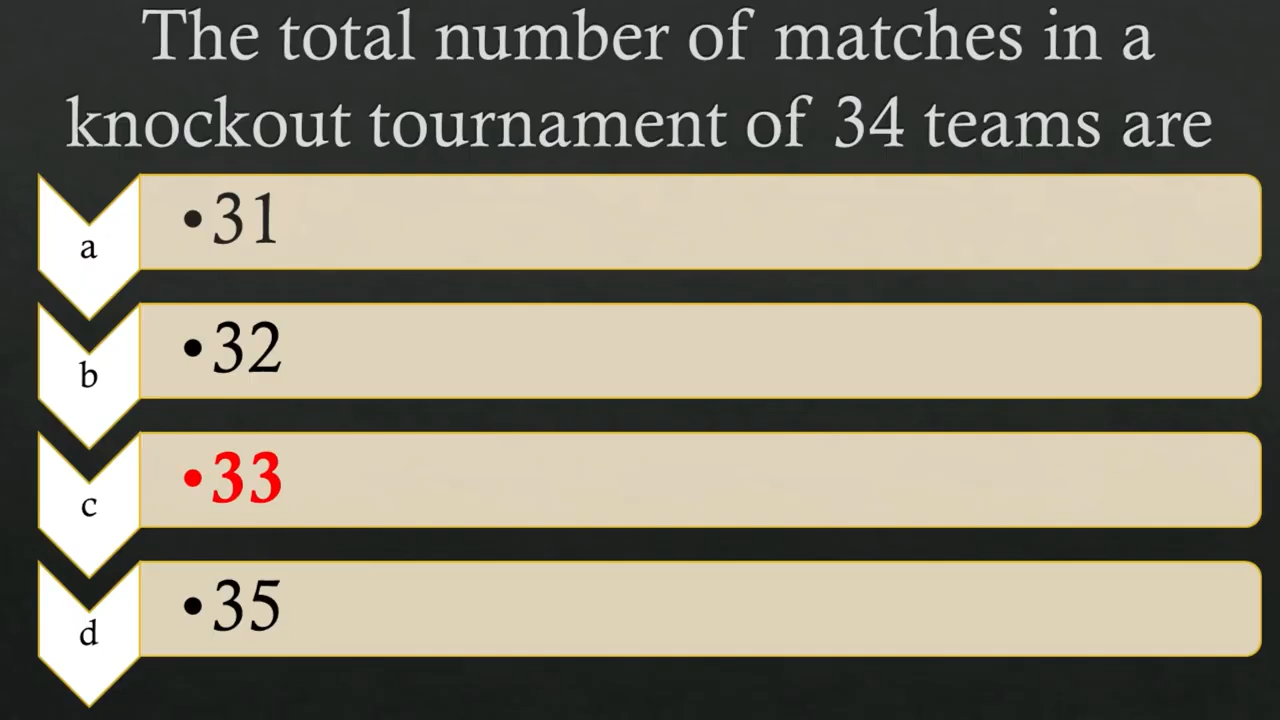 The total number of matches in a
knockout tournament of 34 teams are
a
•31
b
•32
c
•33
d
•35